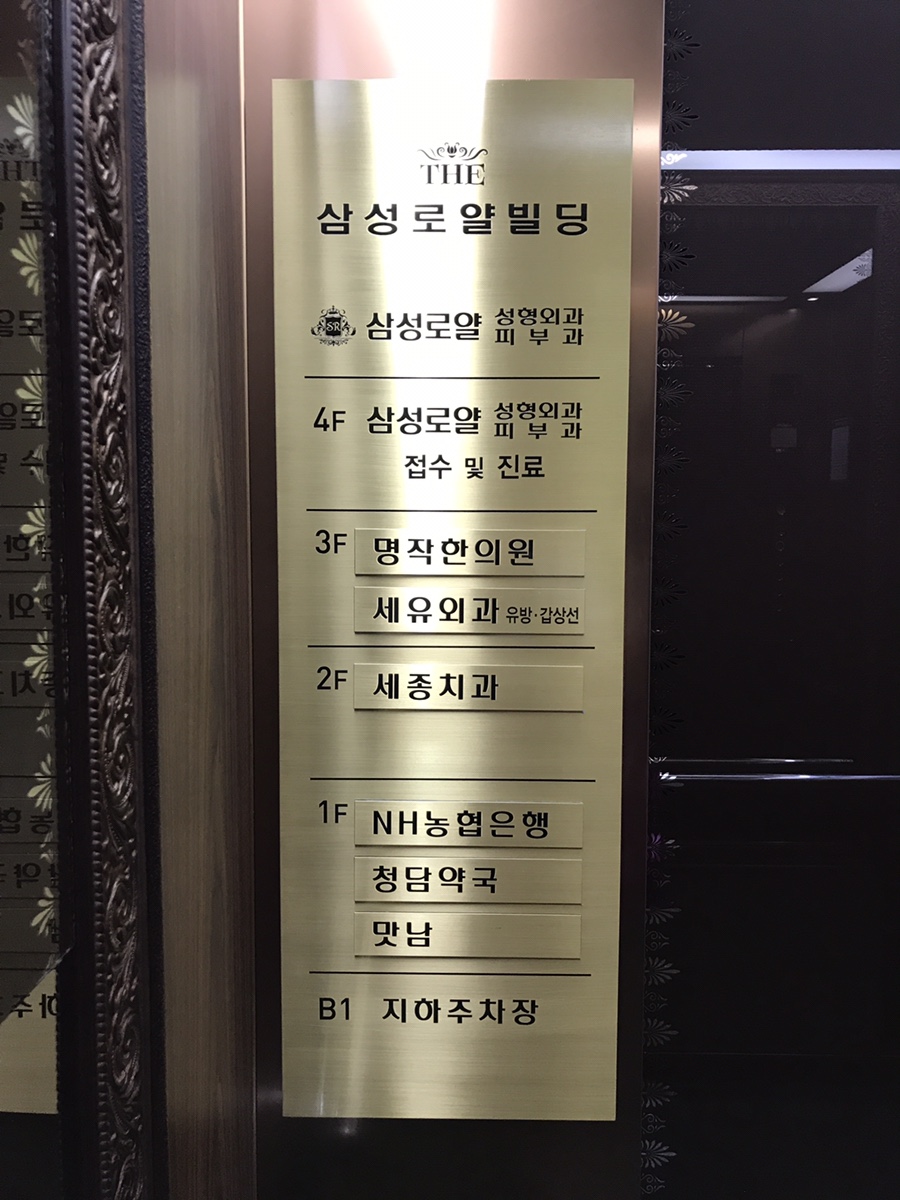 THE
삼성로얄빌딩
SR 삼성로얄 성형외과 피부과
4F 삼성로얄 성형외과 피부과
접수 및 진료
3F 명작한의원
세유외과 유방·갑상선
2F 세종치과
1F NH농협은행
청담약국
맛남
B1 지하주차장